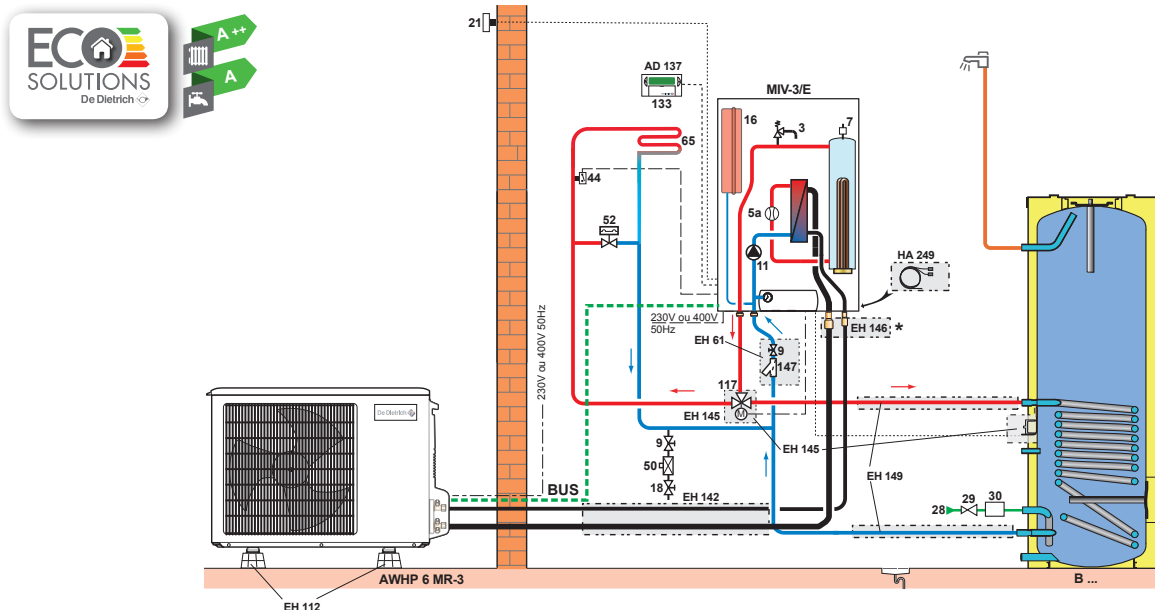 ECO
SOLUTIONS
De Dietrich
A ++
A
21
AD 137
133
MIV-3/E
16
3
7
65
44
5a
52
11
HA 249
230V ou 400V
50Hz
EH 146 *
EH 61
9
147
230V ou 400V 50Hz
117
De Dietrich
EH 145
M
9
EH 145
50
EH 149
BUS
18
EH 142
28
29
30
AWHP 6 MR-3
B ...
EH 112